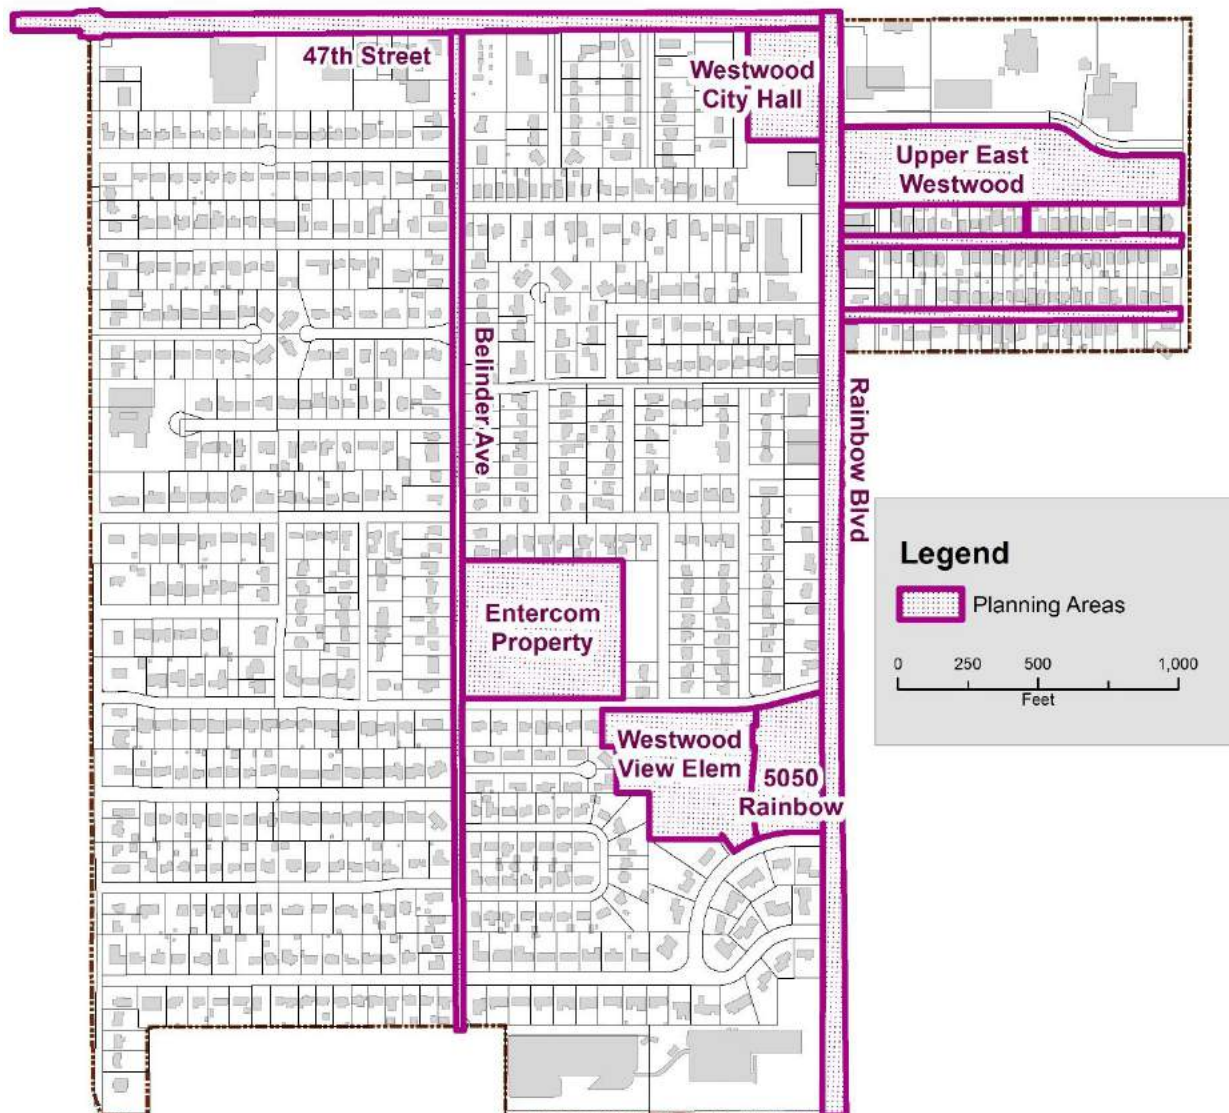 47th Street
Westwood
City Hall
Upper East
Westwood
Belinder Ave
Rainbow Blvd
Entercom
Property
Westwood
View Elem
5050
Rainbow
Legend
Planning Areas
0 250 500 1,000
Feet